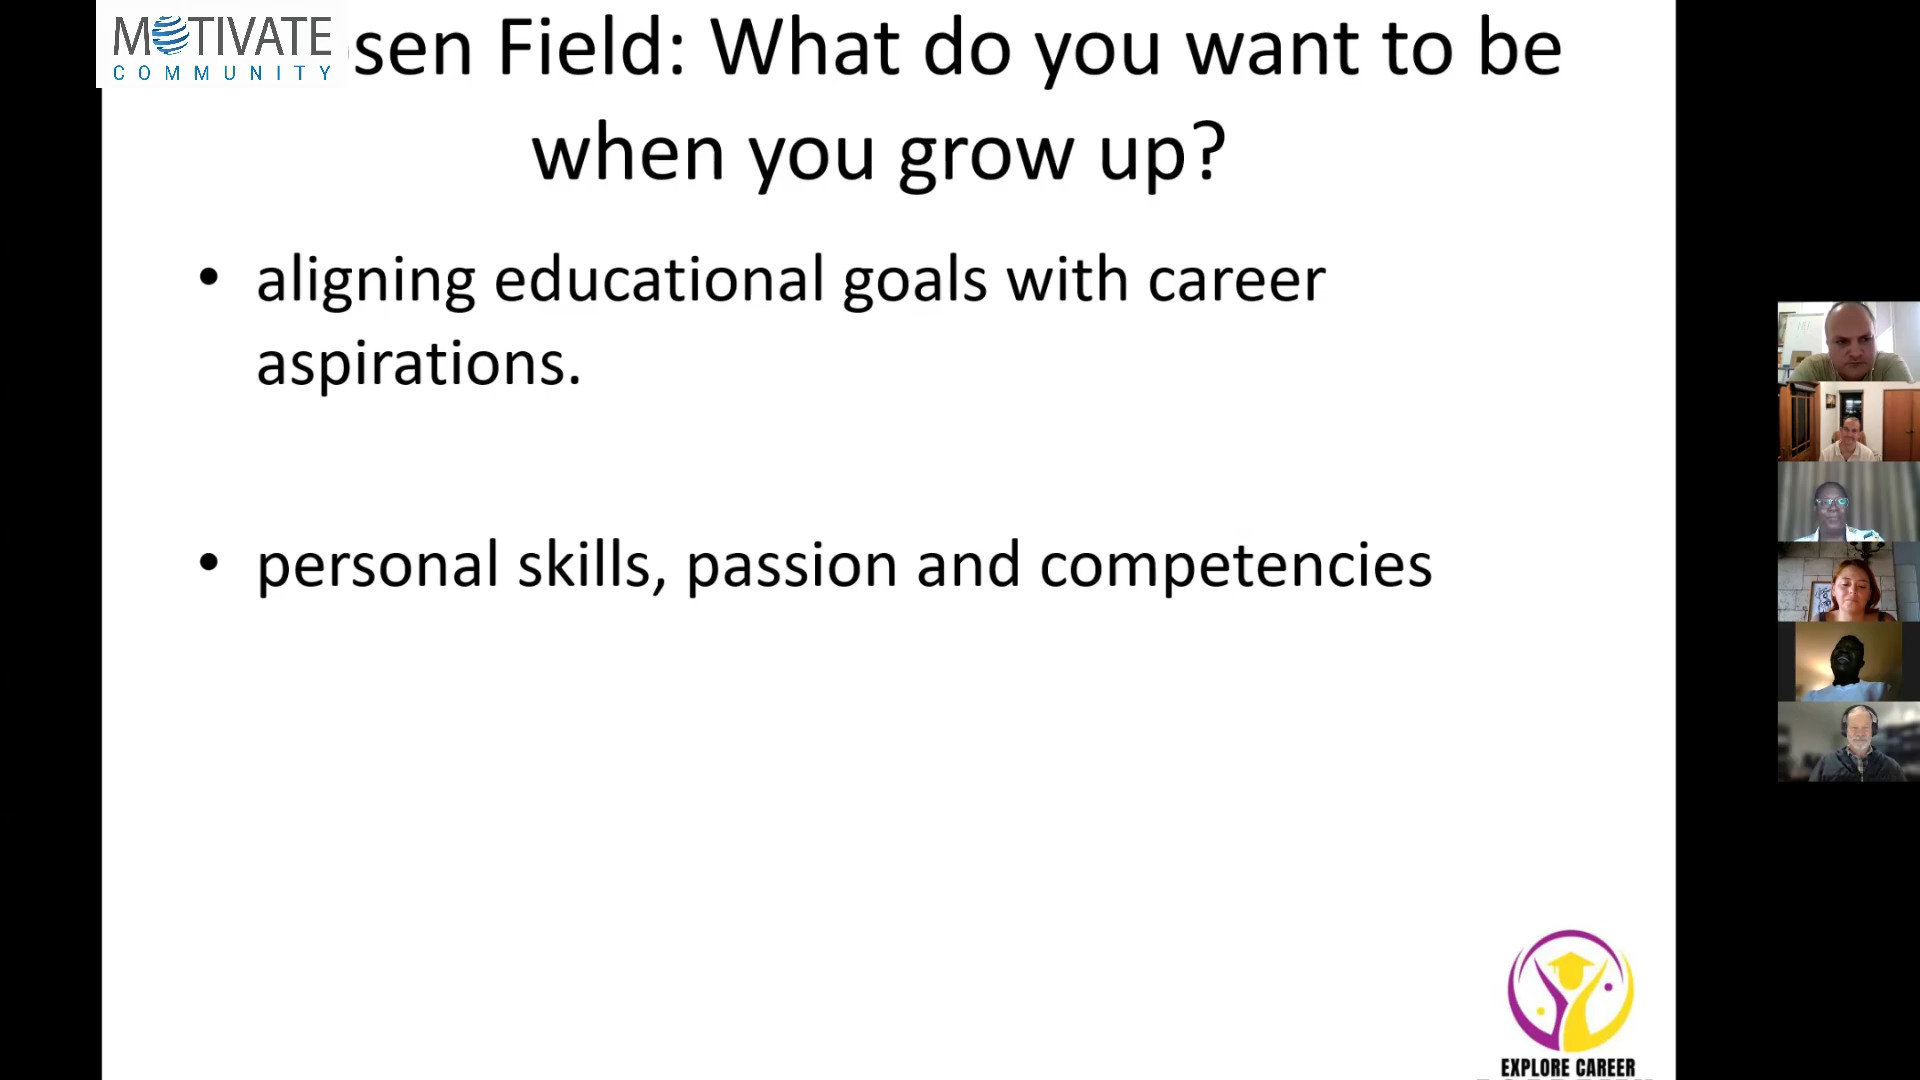 MOTIVATE
COMMUNITY
sen Field: What do you want to be
when you grow up?
• aligning educational goals with career
aspirations.
• personal skills, passion and competencies
EXPLORE CAREER